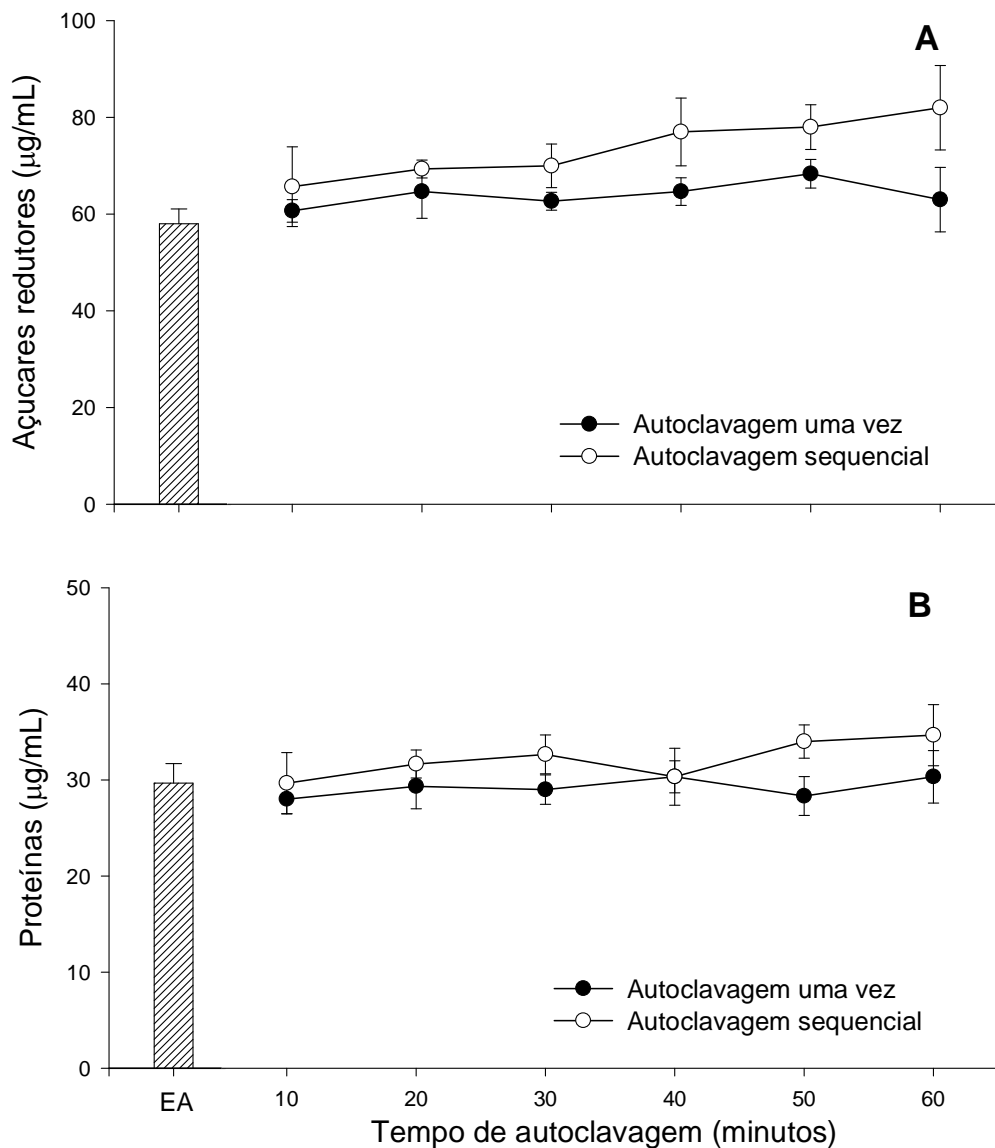 A
Açucares redutores (μg/mL)
100
80
60
40
20
0
Autoclavagem uma vez
Autoclavagem sequencial
B
Proteínas (μg/mL)
50
40
30
20
10
0
Autoclavagem uma vez
Autoclavagem sequencial
EA 10 20 30 40 50 60
Tempo de autoclavagem (minutos)